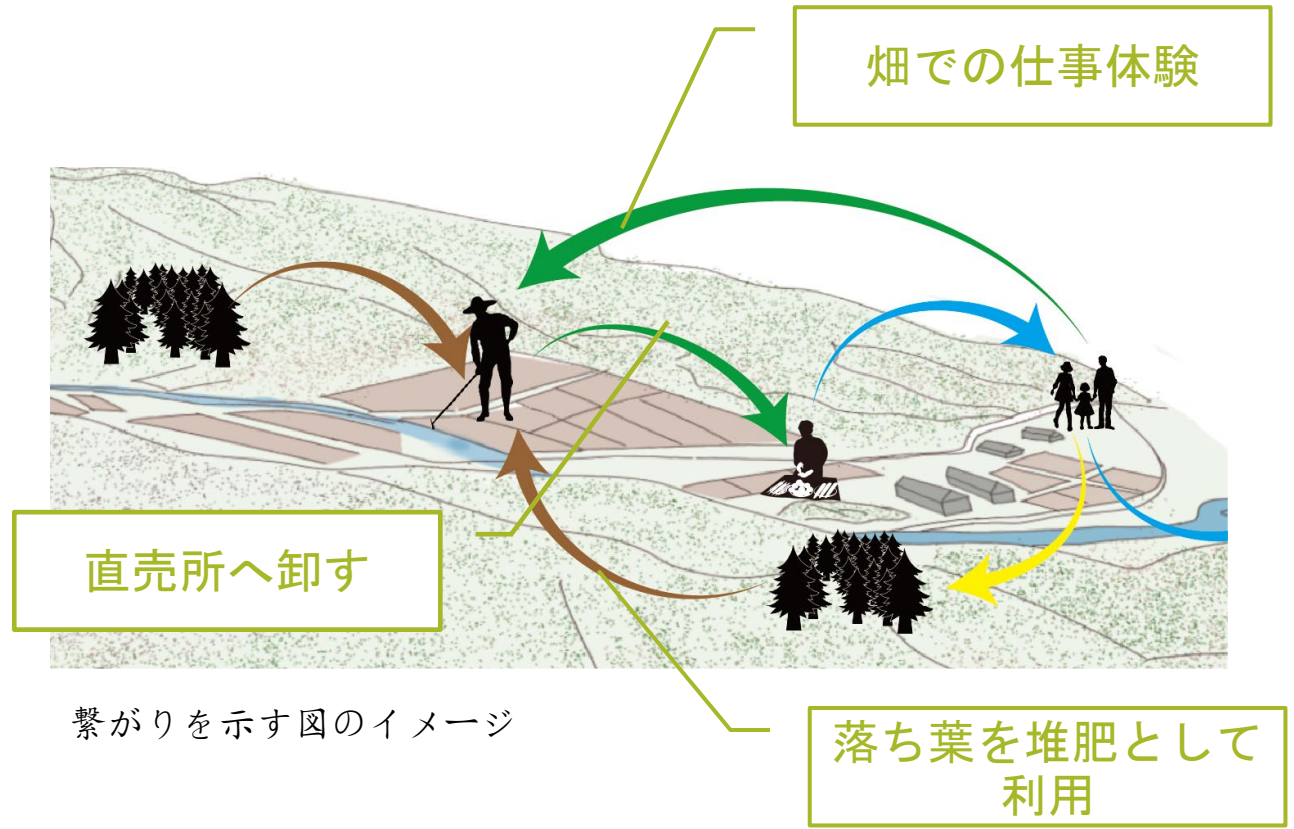 畑での仕事体験
直売所へ卸す
繋がりを示す図のイメージ
落ち葉を堆肥として
利用